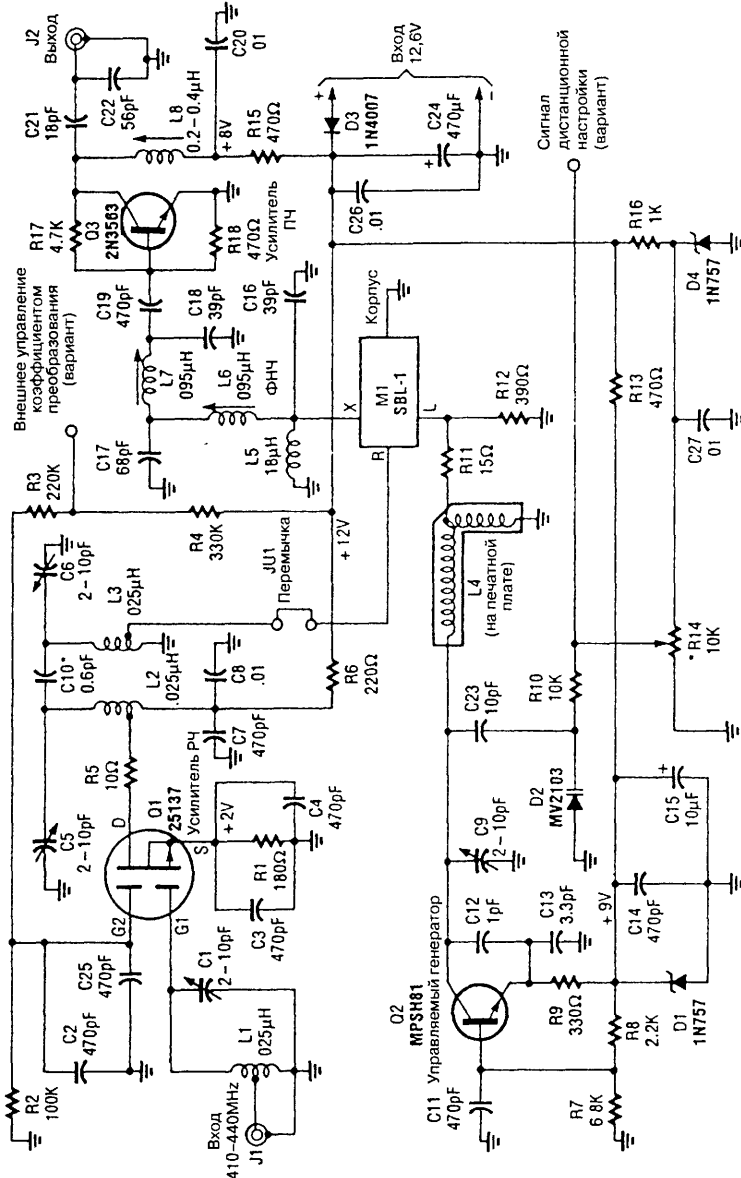 J2
Выход
C21
18pF
C22
56pF
C20
01
L8
0.2–0.4µH
+8V
R15
470Ω
D3
1N4007
Вход
12,6V
+
–
C24
470µF
+
C26
.01
R17
4.7K
Q3
2N3563
R18
470Ω
Усилитель
ПЧ
C19
470pF
C18
39pF
C16
39pF
L7
095µH
L6
095µH
ФНЧ
C17
68pF
L5
18µH
Внешнее управление
коэффициентом
преобразования
(вариант)
Сигнал
дистанционной
настройки
(вариант)
Корпус
M1
SBL-1
X
R
L
R16
1K
D4
1N757
R13
470Ω
C27
01
R12
390Ω
R11
15Ω
L4
(на печатной
плате)
R3
220K
R4
330K
+12V
C6
2–10pF
L3
025µH
JU1
Перемычка
C10*
0.6pF
L2
.025µH
C8
.01
R6
220Ω
C7
470pF
R5
10Ω
C5
2–10pF
D
Q1
25137
Усилитель РЧ
S
+2V
G2
G1
R1
180Ω
C4
470pF
C3
470pF
C25
470pF
C2
470pF
R2
100K
C1
2–10pF
L1
025µH
Вход
410–440MHz
J1
*R14
10K
R10
10K
C23
10pF
D2
MV2103
C9
2–10pF
C12
1pF
C13
3.3pF
+9V
C14
470pF
C15
10µF
+
Q2
MPSH81
Управляемый генератор
R9
330Ω
R8
2.2K
D1
1N757
C11
470pF
R7
6 8K